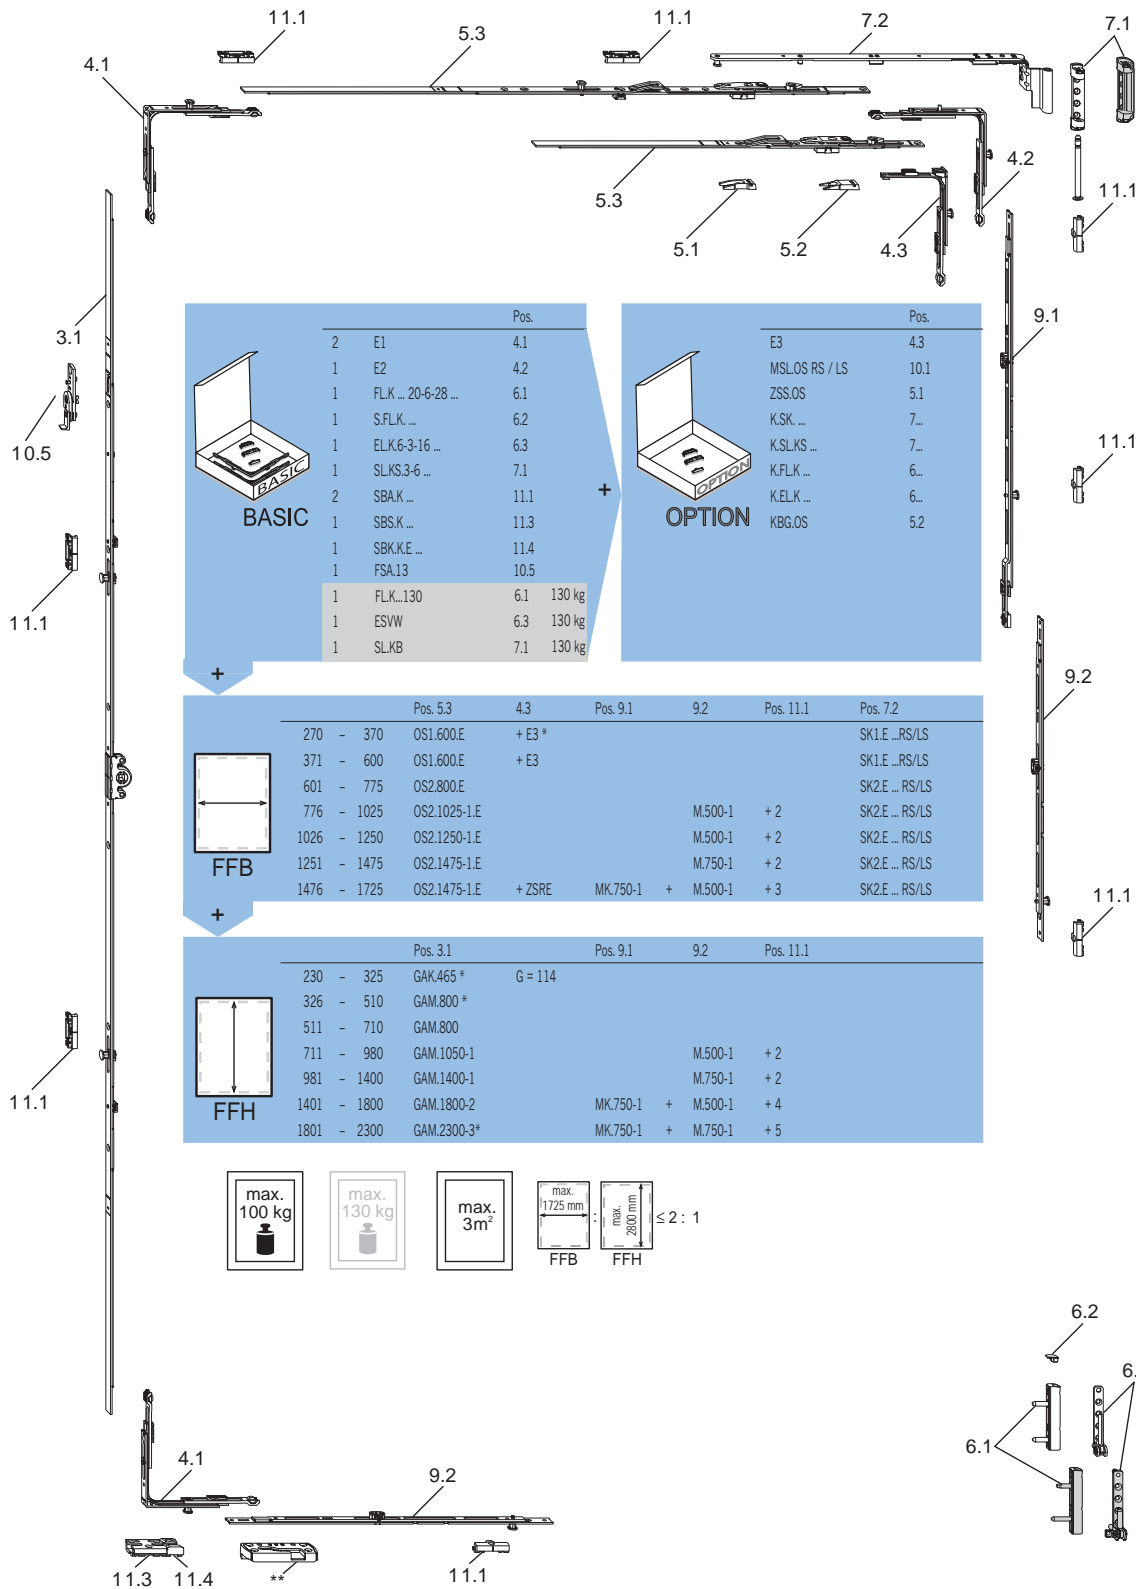 11.1 11.1 7.2 7.1
4.1 5.3
5.3 4.2
11.1
5.1 5.2 4.3
3.1 9.1
10.5
11.1
11.1
9.2
11.1
11.1
BASIC
BASIC
Pos.
2 E1 4.1
1 E2 4.2
1 FL.K ... 20-6-28 ... 6.1
1 S.FL.K. ... 6.2
1 EL.K.6-3-16 ... 6.3
1 SL.KS.3-6 ... 7.1
2 SBA.K ... 11.1
1 SBS.K ... 11.3
1 SBK.K.E ... 11.4
1 FSA.13 10.5
1 FL.K...130 6.1 130 kg
1 ESVW 6.3 130 kg
1 SL.KB 7.1 130 kg
+
OPTION
OPTION
Pos.
E3 4.3
MSL.OS RS / LS 10.1
ZSS.OS 5.1
K.SK. ... 7...
K.SL.KS ... 7...
K.FL.K ... 6...
K.EL.K ... 6...
KBG.OS 5.2
+
Pos. 5.3 4.3 Pos. 9.1 9.2 Pos. 11.1 Pos. 7.2
270 – 370 OS1.600.E + E3 * SK1.E ...RS/LS
371 – 600 OS1.600.E + E3 SK1.E ...RS/LS
601 – 775 OS2.800.E SK2.E ... RS/LS
776 – 1025 OS2.1025-1.E M.500-1 + 2 SK2.E ... RS/LS
1026 – 1250 OS2.1250-1.E M.500-1 + 2 SK2.E ... RS/LS
1251 – 1475 OS2.1475-1.E M.750-1 + 2 SK2.E ... RS/LS
1476 – 1725 OS2.1475-1.E + ZSRE MK.750-1 + M.500-1 + 3 SK2.E ... RS/LS
FFB
+
Pos. 3.1 Pos. 9.1 9.2 Pos. 11.1
230 – 325 GAK.465 * G = 114
326 – 510 GAM.800 *
511 – 710 GAM.800
711 – 980 GAM.1050-1 M.500-1 + 2
981 – 1400 GAM.1400-1 M.750-1 + 2
1401 – 1800 GAM.1800-2 MK.750-1 + M.500-1 + 4
1801 – 2300 GAM.2300-3* MK.750-1 + M.750-1 + 5
FFH
max.
100 kg
max.
130 kg
max.
3m²
max.
1725 mm
FFB
:
max.
2800 mm
FFH
≤ 2 : 1
6.2
6.
6.1
4.1 9.2
11.3 11.4 ** 11.1